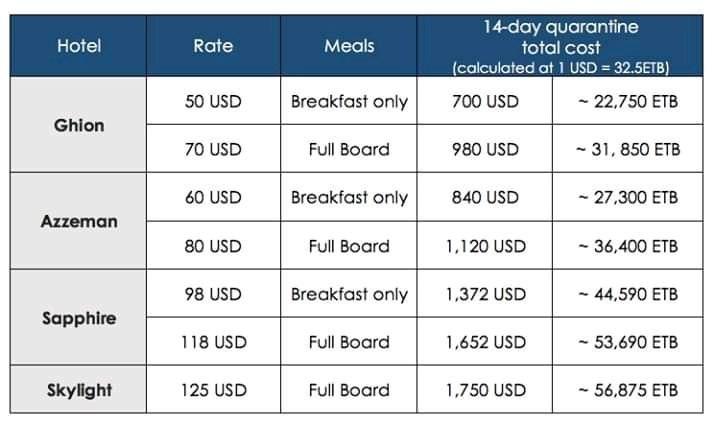 Hotel Rate Meals 14-day quarantine
total cost
(calculated at 1 USD = 32.5ETB)
Ghion
50 USD Breakfast only 700 USD ~ 22,750 ETB
70 USD Full Board 980 USD ~ 31, 850 ETB
Azzeman
60 USD Breakfast only 840 USD ~ 27,300 ETB
80 USD Full Board 1,120 USD ~ 36,400 ETB
Sapphire
98 USD Breakfast only 1,372 USD ~ 44,590 ETB
118 USD Full Board 1,652 USD ~ 53,690 ETB
Skylight 125 USD Full Board 1,750 USD ~ 56,875 ETB